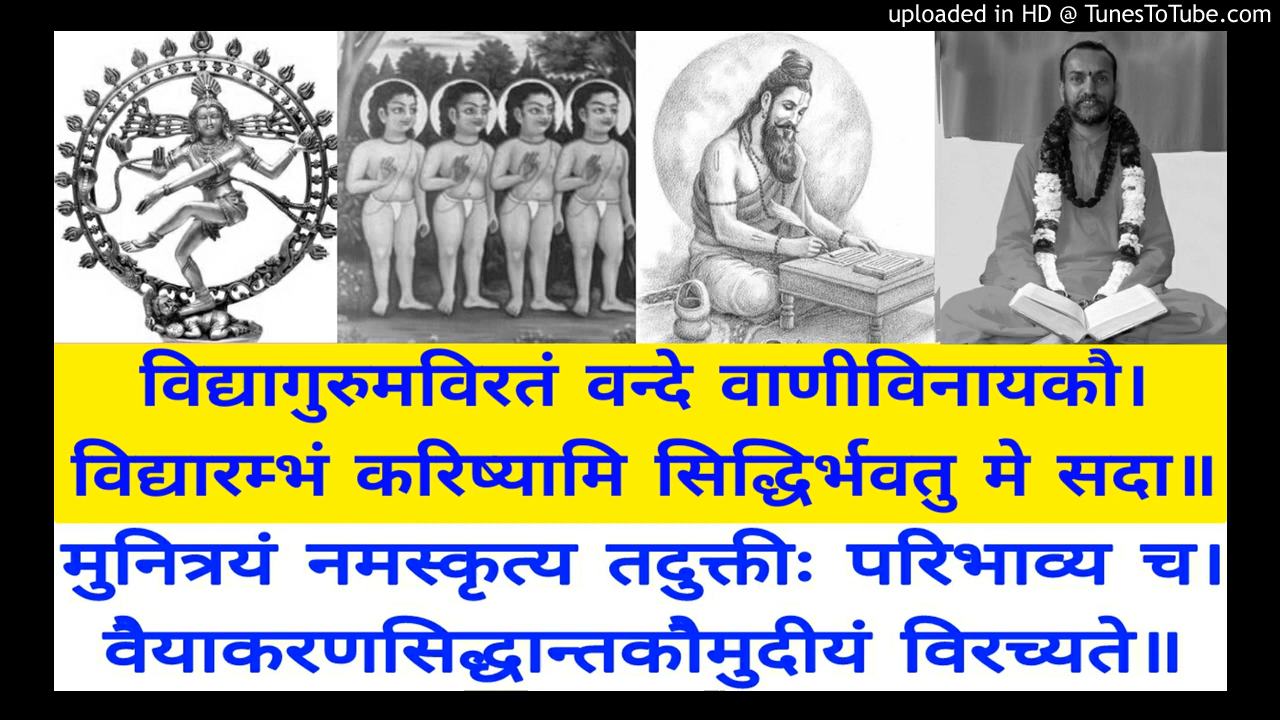 uploaded in HD @ TunesToTube.com
विद्यागुरुमविरतं वन्दे वाणीविनायकौ।
विद्यारम्भं करिष्यामि सिद्धिर्भवतु मे सदा॥
मुनित्रयं नमस्कृत्य तदुक्तीः परिभाव्य च।
वैयाकरणसिद्धान्तकौमुदीयं विरच्यते॥